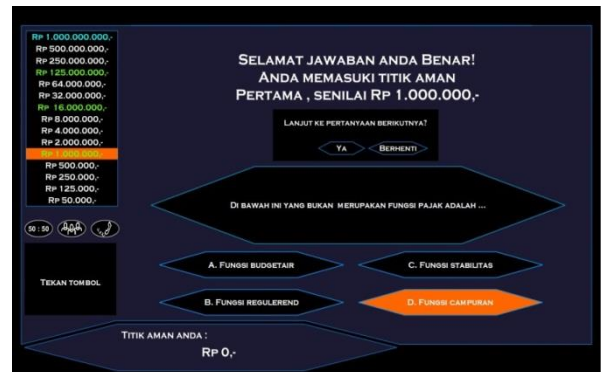 Rp 1.000.000.000,-
Rp 500.000.000,-
Rp 250.000.000,-
Rp 125.000.000,-
Rp 64.000.000,-
Rp 32.000.000,-
Rp 16.000.000,-
Rp 8.000.000,-
Rp 4.000.000,-
Rp 2.000.000,-
Rp 1.000.000,-
Rp 500.000,-
Rp 250.000,-
Rp 125.000,-
Rp 50.000,-
50 : 50
Tekan tombol
Selamat jawaban anda Benar!
Anda memasuki titik aman
Pertama , senilai Rp 1.000.000,-
Lanjut ke pertanyaan berikutnya?
Ya
Berhenti
Di bawah ini yang bukan merupakan fungsi pajak adalah ...
A. Fungsi budgetair
C. Fungsi stabilitas
B. Fungsi regulerend
D. Fungsi campuran
Titik aman anda :
Rp 0,-